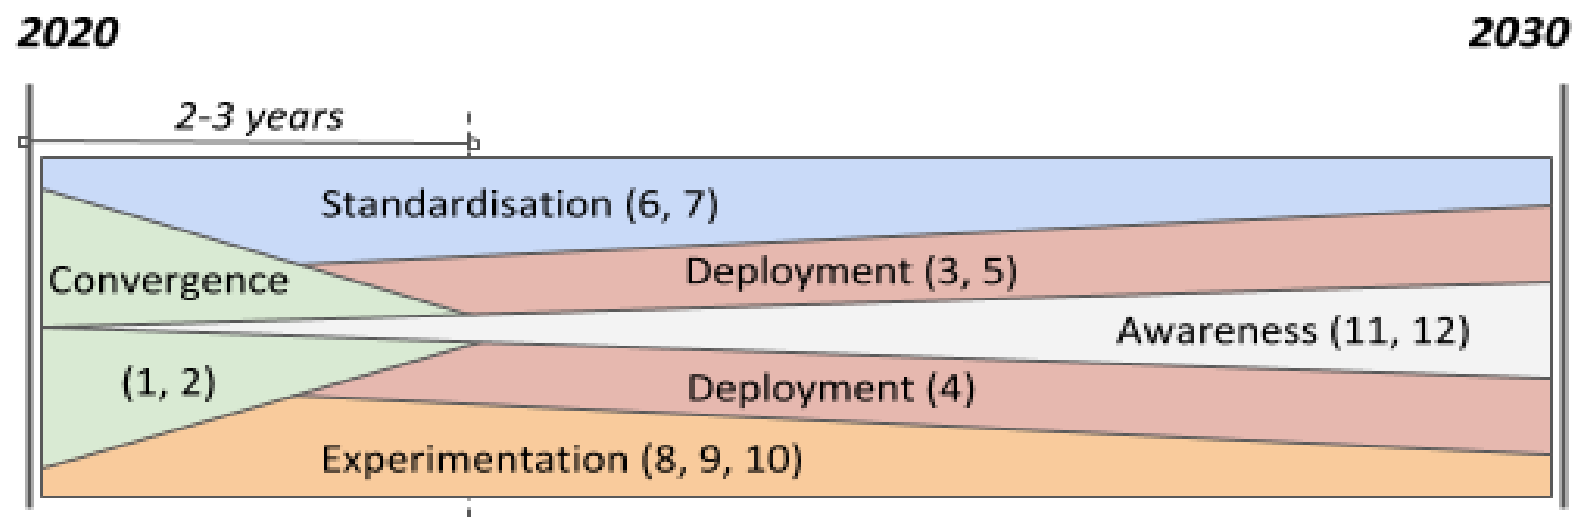 2020
2030
2-3 years
Standardisation (6, 7)
Convergence
Deployment (3, 5)
Awareness (11, 12)
(1, 2)
Deployment (4)
Experimentation (8, 9, 10)